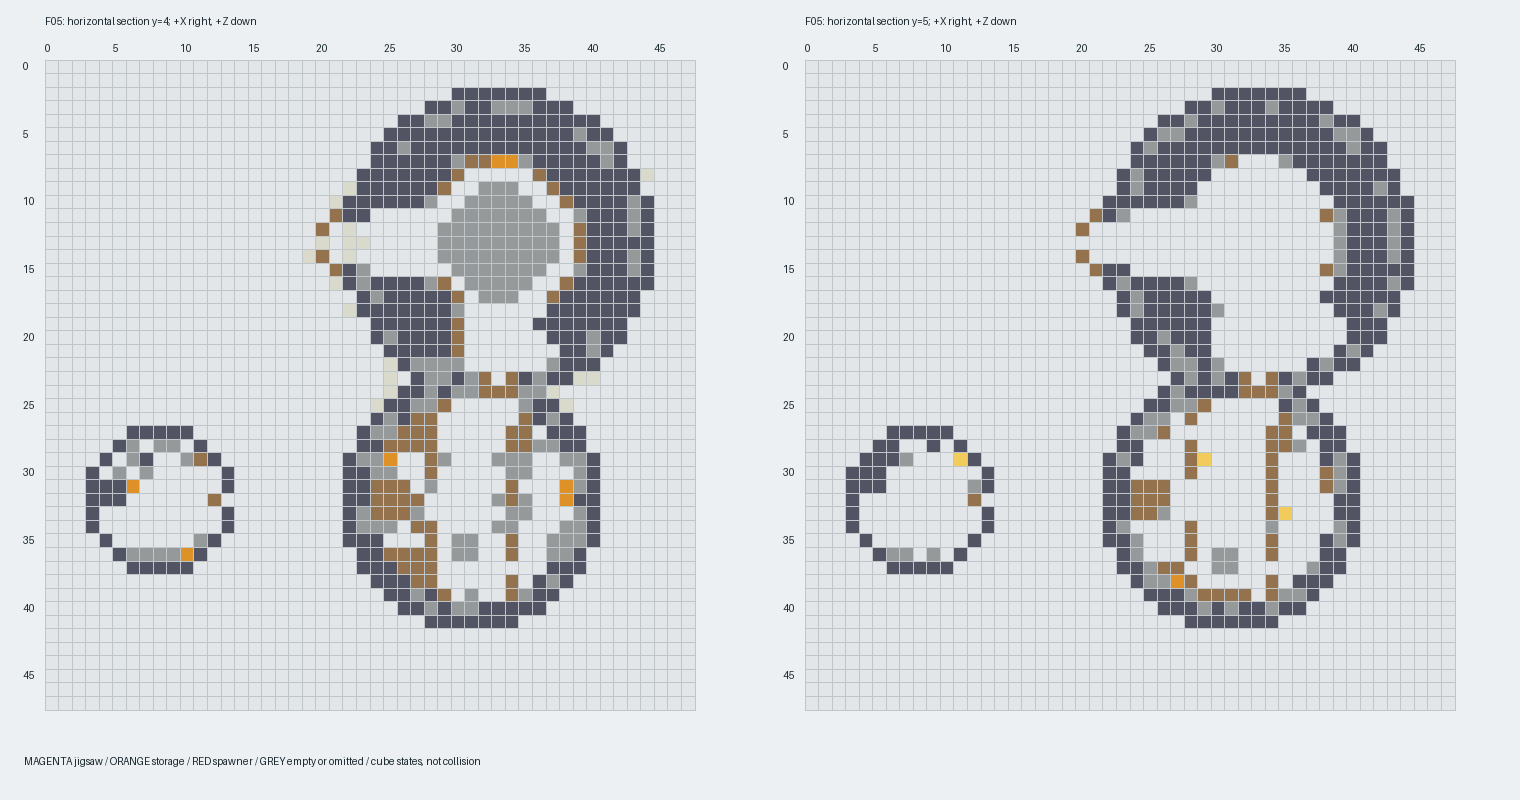 F05: horizontal section y=4; +X right, +Z down
F05: horizontal section y=5; +X right, +Z down
0 5 10 15 20 25 30 35 40 45
0 5 10 15 20 25 30 35 40 45
0 0
5 5
10 10
15 15
20 20
25 25
30 30
35 35
40 40
45 45
MAGENTA jigsaw / ORANGE storage / RED spawner / GREY empty or omitted / cube states, not collision